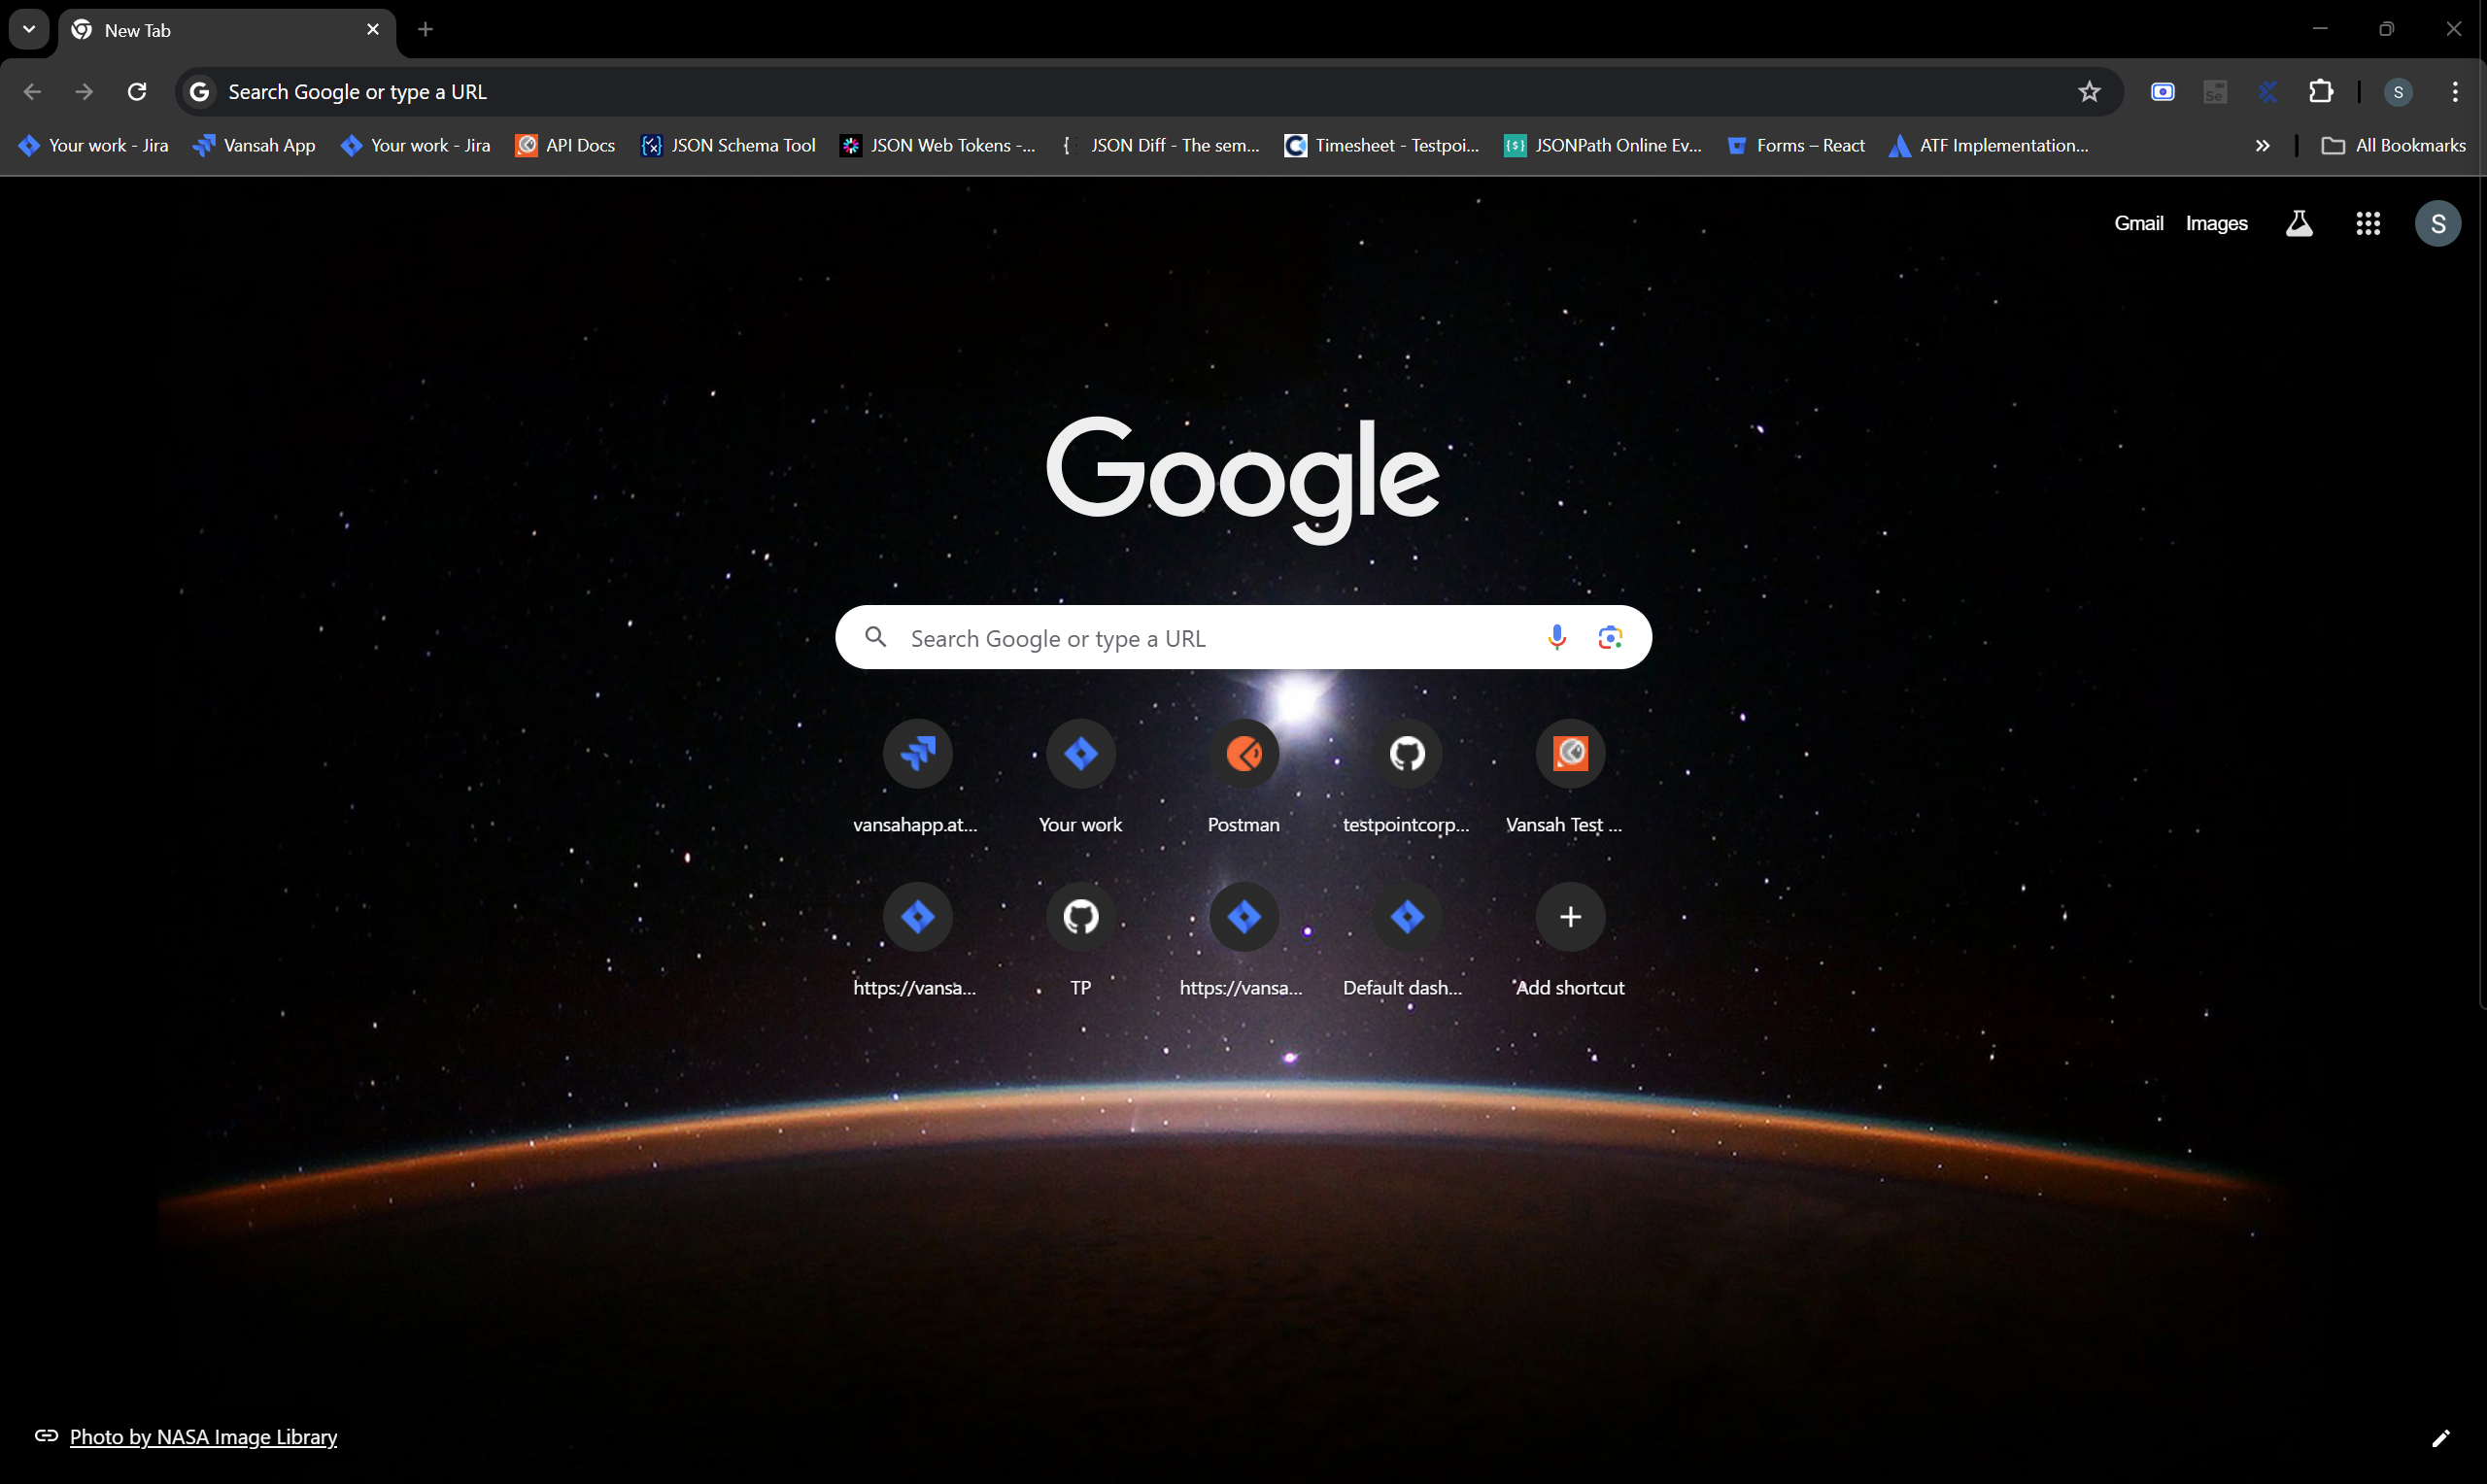 New Tab
Search Google or type a URL
Se
S
Your work - Jira
Vansah App
Your work - Jira
API Docs
JSON Schema Tool
JSON Web Tokens -...
JSON Diff - The sem...
Timesheet - Testpoi...
JSONPath Online Ev...
Forms – React
ATF Implementation...
All Bookmarks
Gmail
Images
S
Google
Search Google or type a URL
vansahapp.at...
Your work
Postman
testpointcorp...
Vansah Test ...
https://vansa...
TP
https://vansa...
Default dash...
Add shortcut
Photo by NASA Image Library